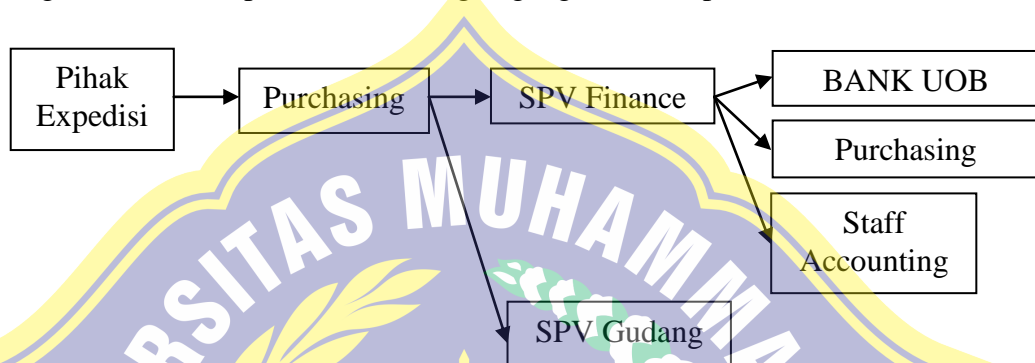 Pihak
Expedisi
Purchasing
SPV Finance
BANK UOB
Purchasing
Staff
Accounting
SPV Gudang
RSITAS MUHAMMA